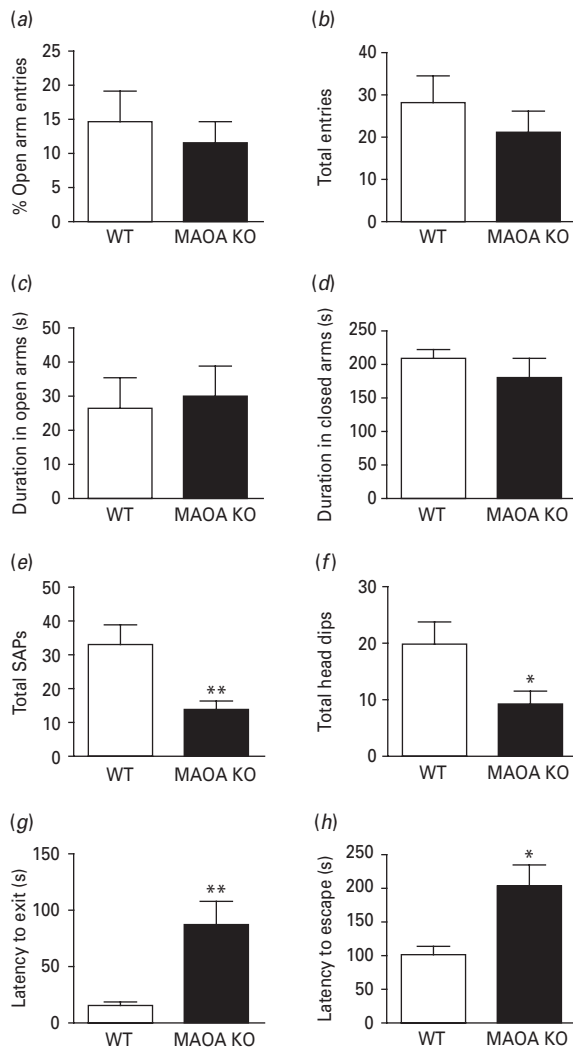 (a)
25
20
15
10
5
0
% Open arm entries
WT MAOA KO
(b)
40
30
20
10
0
Total entries
WT MAOA KO
(c)
50
40
30
20
10
0
Duration in open arms (s)
WT MAOA KO
(d)
250
200
150
100
50
0
Duration in closed arms (s)
WT MAOA KO
(e)
50
40
30
20
10
0
Total SAPs
**
WT MAOA KO
(f)
30
20
10
0
Total head dips
*
WT MAOA KO
(g)
150
100
50
0
Latency to exit (s)
**
WT MAOA KO
(h)
250
200
150
100
50
0
Latency to escape (s)
*
WT MAOA KO